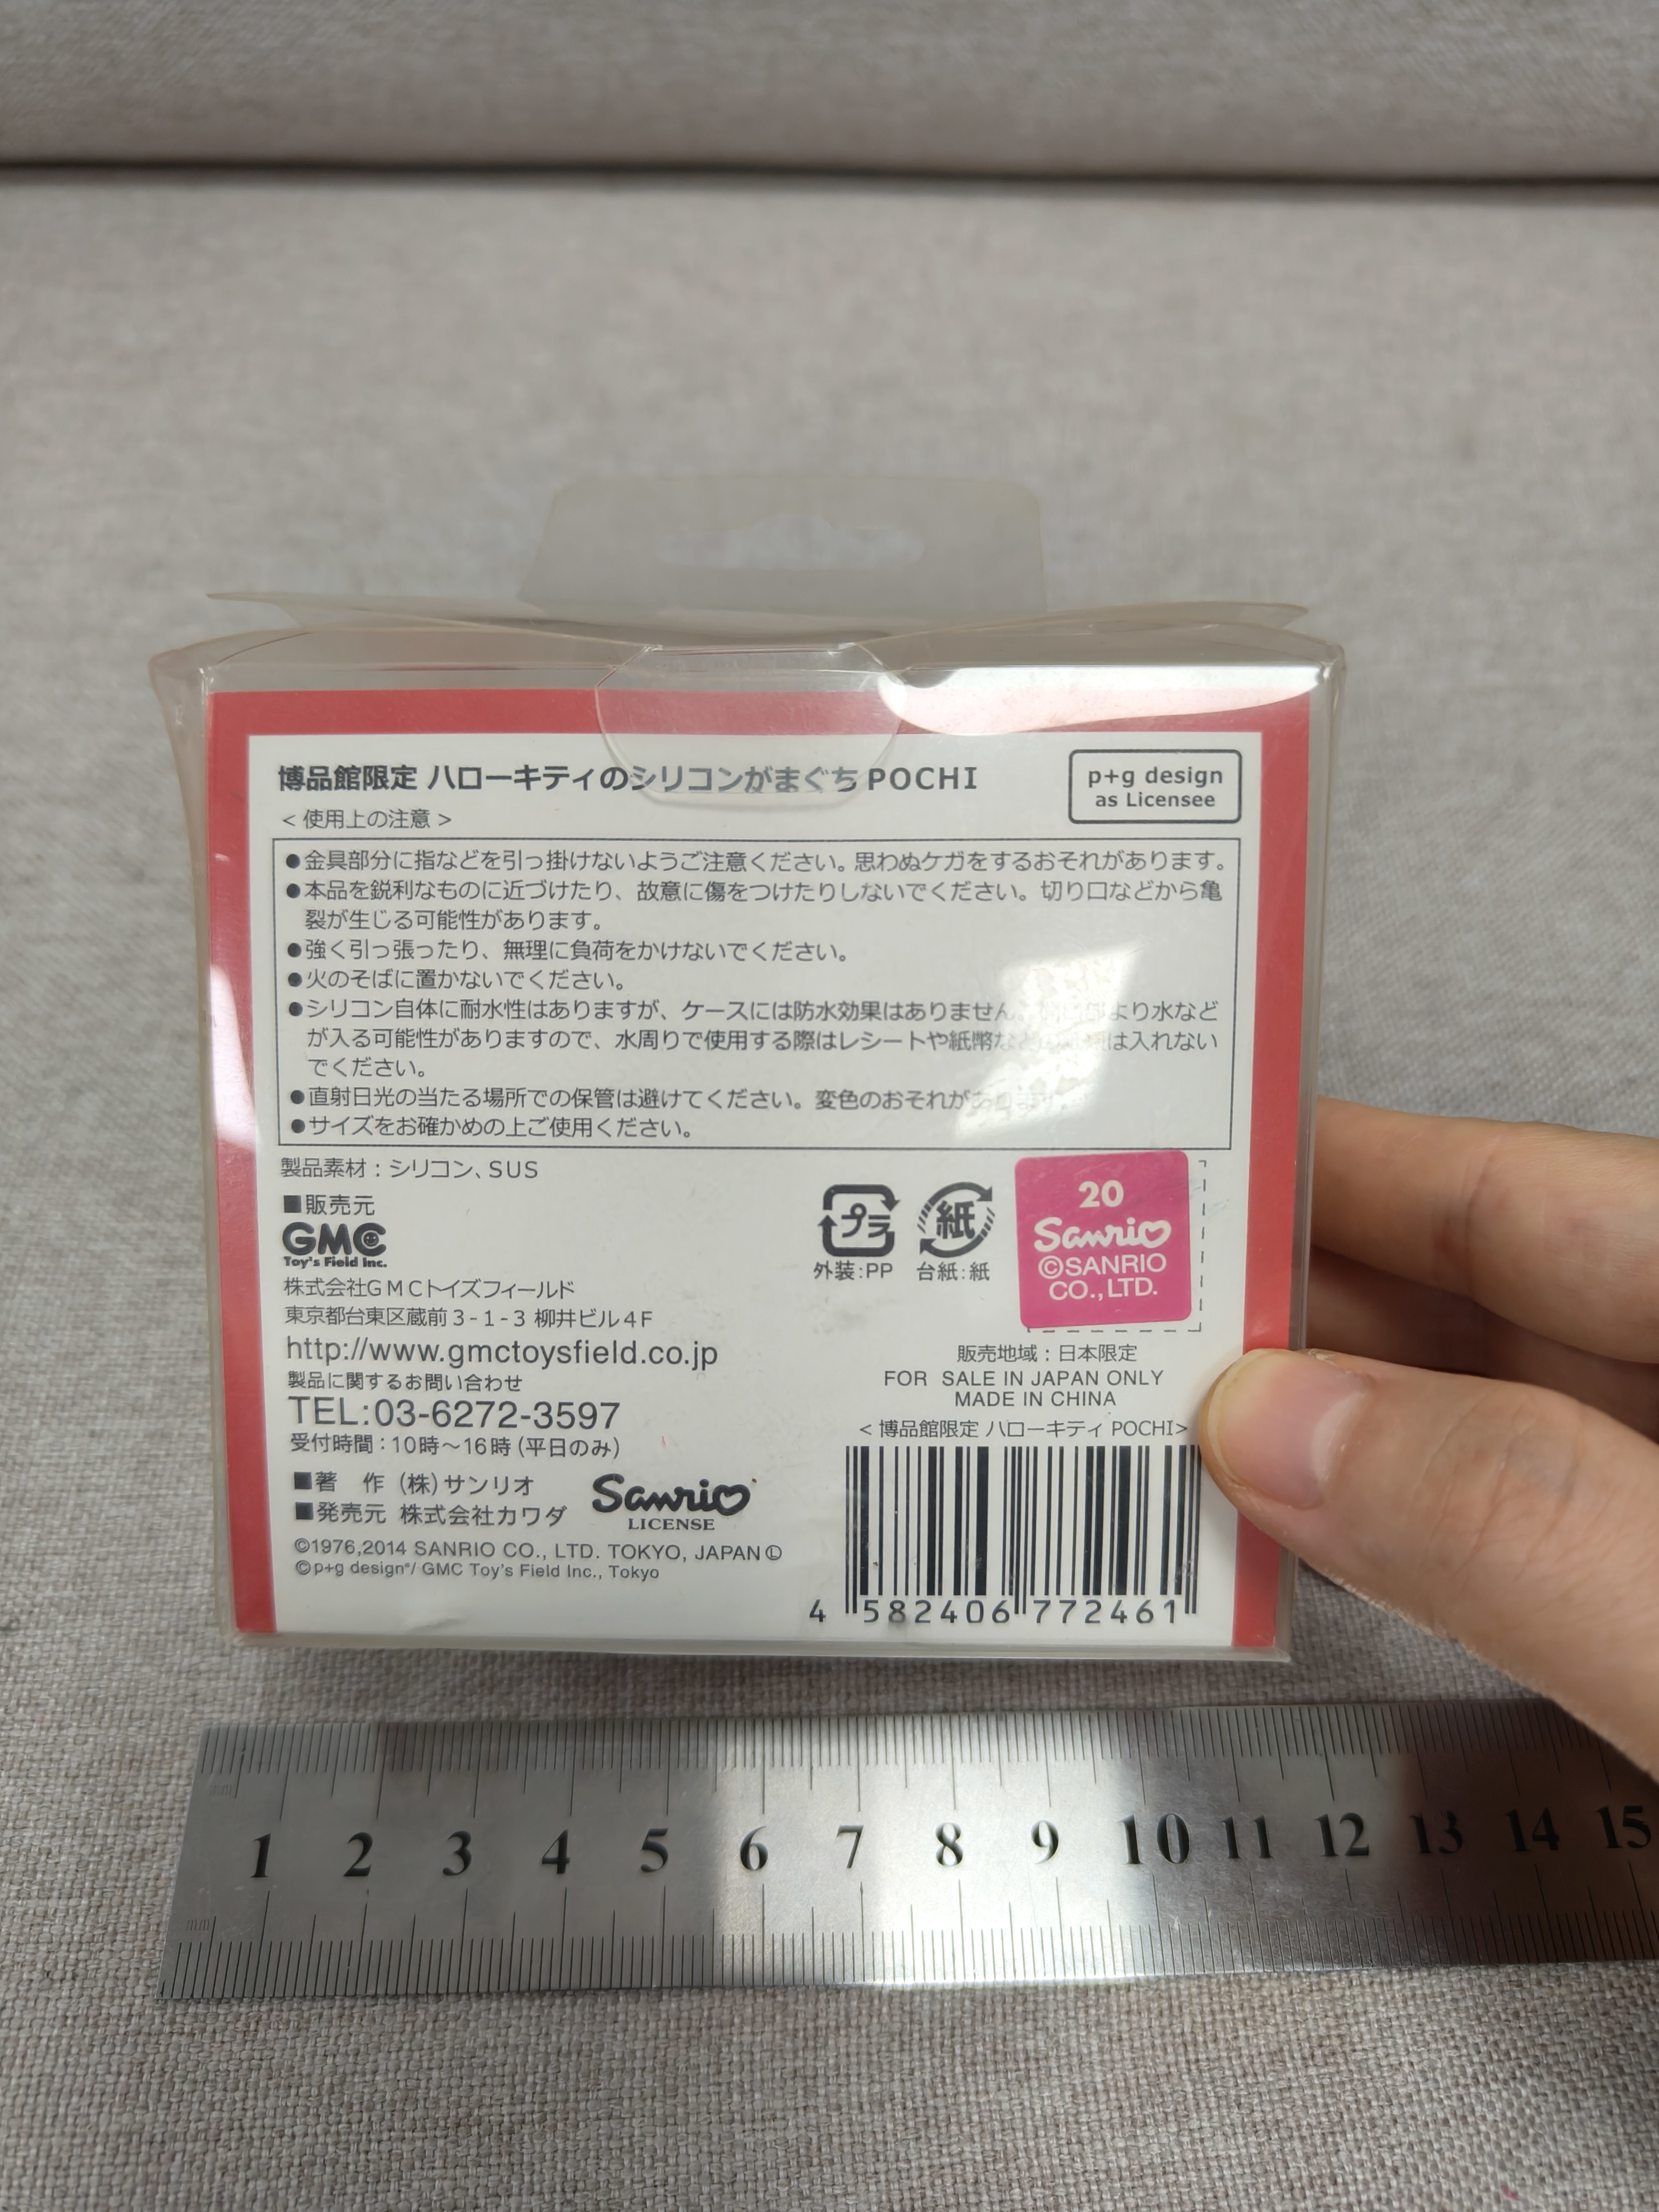 博品館限定 ハローキティのシリコンがまぐち POCHI
p+g design
as Licensee
<使用上の注意>
●金具部分に指などを引っ掛けないようご注意ください。思わぬケガをするおそれがあります。
●本品を鋭利なものに近づけたり、故意に傷をつけたりしないでください。切り口などから亀
裂が生じる可能性があります。
●強く引っ張ったり、無理に負荷をかけないでください。
●火のそばに置かないでください。
●シリコン自体に耐水性はありますが、ケースには防水効果はありません。 より水など
が入る可能性がありますので、水周りで使用する際はレシートや紙幣など は入れない
でください。
●直射日光の当たる場所での保管は避けてください。変色のおそれがあります。
●サイズをお確かめの上ご使用ください。
製品素材:シリコン、SUS
■販売元
GMC
Toy's Field Inc.
株式会社GMCトイズフィールド
東京都台東区蔵前3-1-3 柳井ビル4F
http://www.gmctoysfield.co.jp
製品に関するお問い合わせ
TEL:03-6272-3597
受付時間:10時〜16時(平日のみ)
■著 作 (株)サンリオ
■発売元 株式会社カワダ
Sanrio
LICENSE
©1976,2014 SANRIO CO., LTD. TOKYO, JAPAN Ⓛ
©p+g design®/ GMC Toy's Field Inc., Tokyo
プラ
外装:PP
紙
台紙:紙
20
Sanrio
©SANRIO
CO., LTD.
販売地域:日本限定
FOR SALE IN JAPAN ONLY
MADE IN CHINA
<博品館限定 ハローキティ POCHI>
4 582406 772461
mm
1 2 3 4 5 6 7 8 9 10 11 12 13 14 15
mm